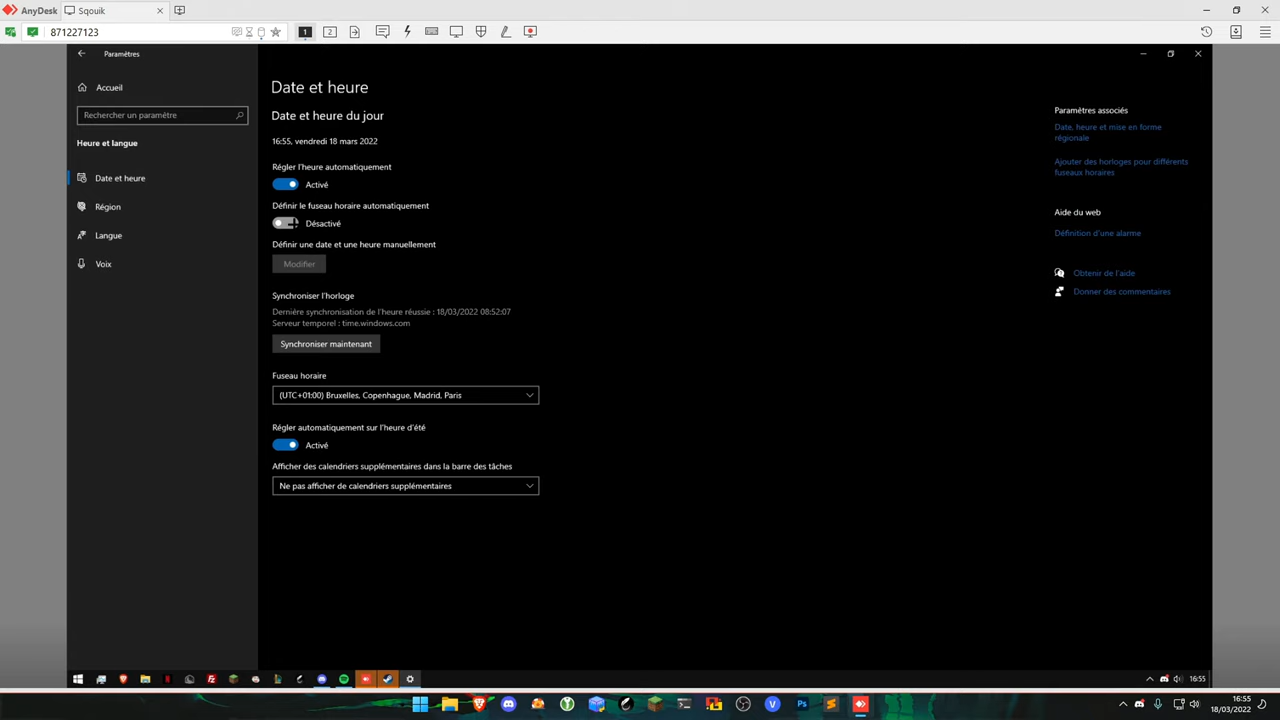 AnyDesk
Sqouik
871227123
1
2
Paramètres
Accueil
Rechercher un paramètre
Heure et langue
Date et heure
Région
Langue
Voix
Date et heure
Date et heure du jour
16:55, vendredi 18 mars 2022
Régler l'heure automatiquement
Activé
Définir le fuseau horaire automatiquement
Désactivé
Définir une date et une heure manuellement
Modifier
Synchroniser l'horloge
Dernière synchronisation de l'heure réussie : 18/03/2022 08:52:07
Serveur temporel : time.windows.com
Synchroniser maintenant
Fuseau horaire
(UTC+01:00) Bruxelles, Copenhague, Madrid, Paris
Régler automatiquement sur l'heure d'été
Activé
Afficher des calendriers supplémentaires dans la barre des tâches
Ne pas afficher de calendriers supplémentaires
Paramètres associés
Date, heure et mise en forme
régionale
Ajouter des horloges pour différents
fuseaux horaires
Aide du web
Définition d'une alarme
Obtenir de l'aide
Donner des commentaires
16:55
16:55
18/03/2022